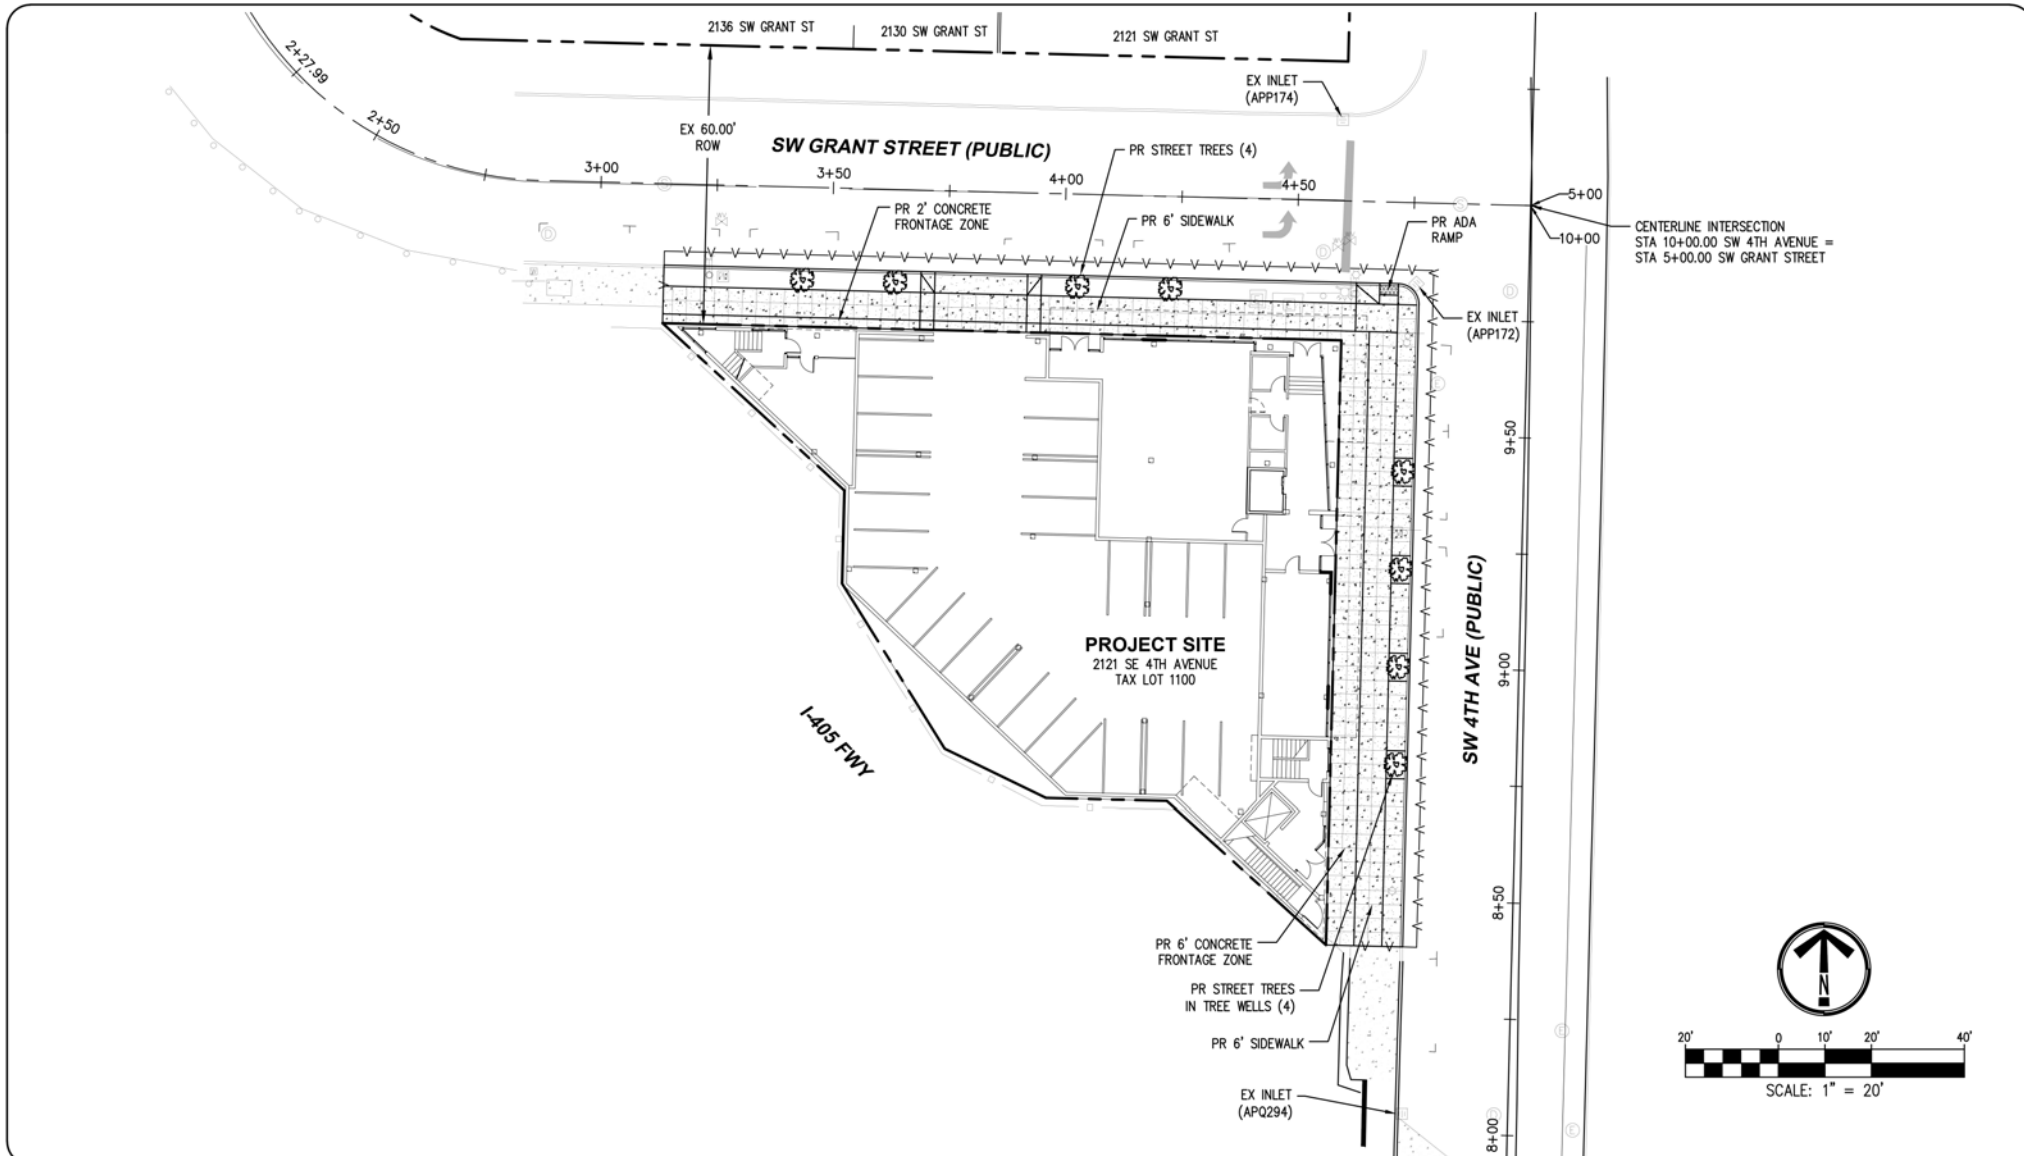 2136 SW GRANT ST
2130 SW GRANT ST
2121 SW GRANT ST
2+27.99
2+50
EX INLET
(APP174)
EX 60.00'
ROW
SW GRANT STREET (PUBLIC)
PR STREET TREES (4)
3+00
3+50
4+00
4+50
5+00
10+00
PR 2' CONCRETE
FRONTAGE ZONE
PR 6' SIDEWALK
PR ADA
RAMP
CENTERLINE INTERSECTION
STA 10+00.00 SW 4TH AVENUE =
STA 5+00.00 SW GRANT STREET
EX INLET
(APP172)
9+50
SW 4TH AVE (PUBLIC)
PROJECT SITE
2121 SE 4TH AVENUE
TAX LOT 1100
9+00
I-405 FWY
8+50
PR 6' CONCRETE
FRONTAGE ZONE
PR STREET TREES
IN TREE WELLS (4)
PR 6' SIDEWALK
EX INLET
(APQ294)
8+00
N
20' 0 10' 20' 40'
SCALE: 1" = 20'